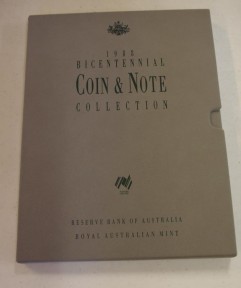 1988
BICENTENNIAL
COIN & NOTE
COLLECTION
RESERVE BANK OF AUSTRALIA
ROYAL AUSTRALIAN MINT